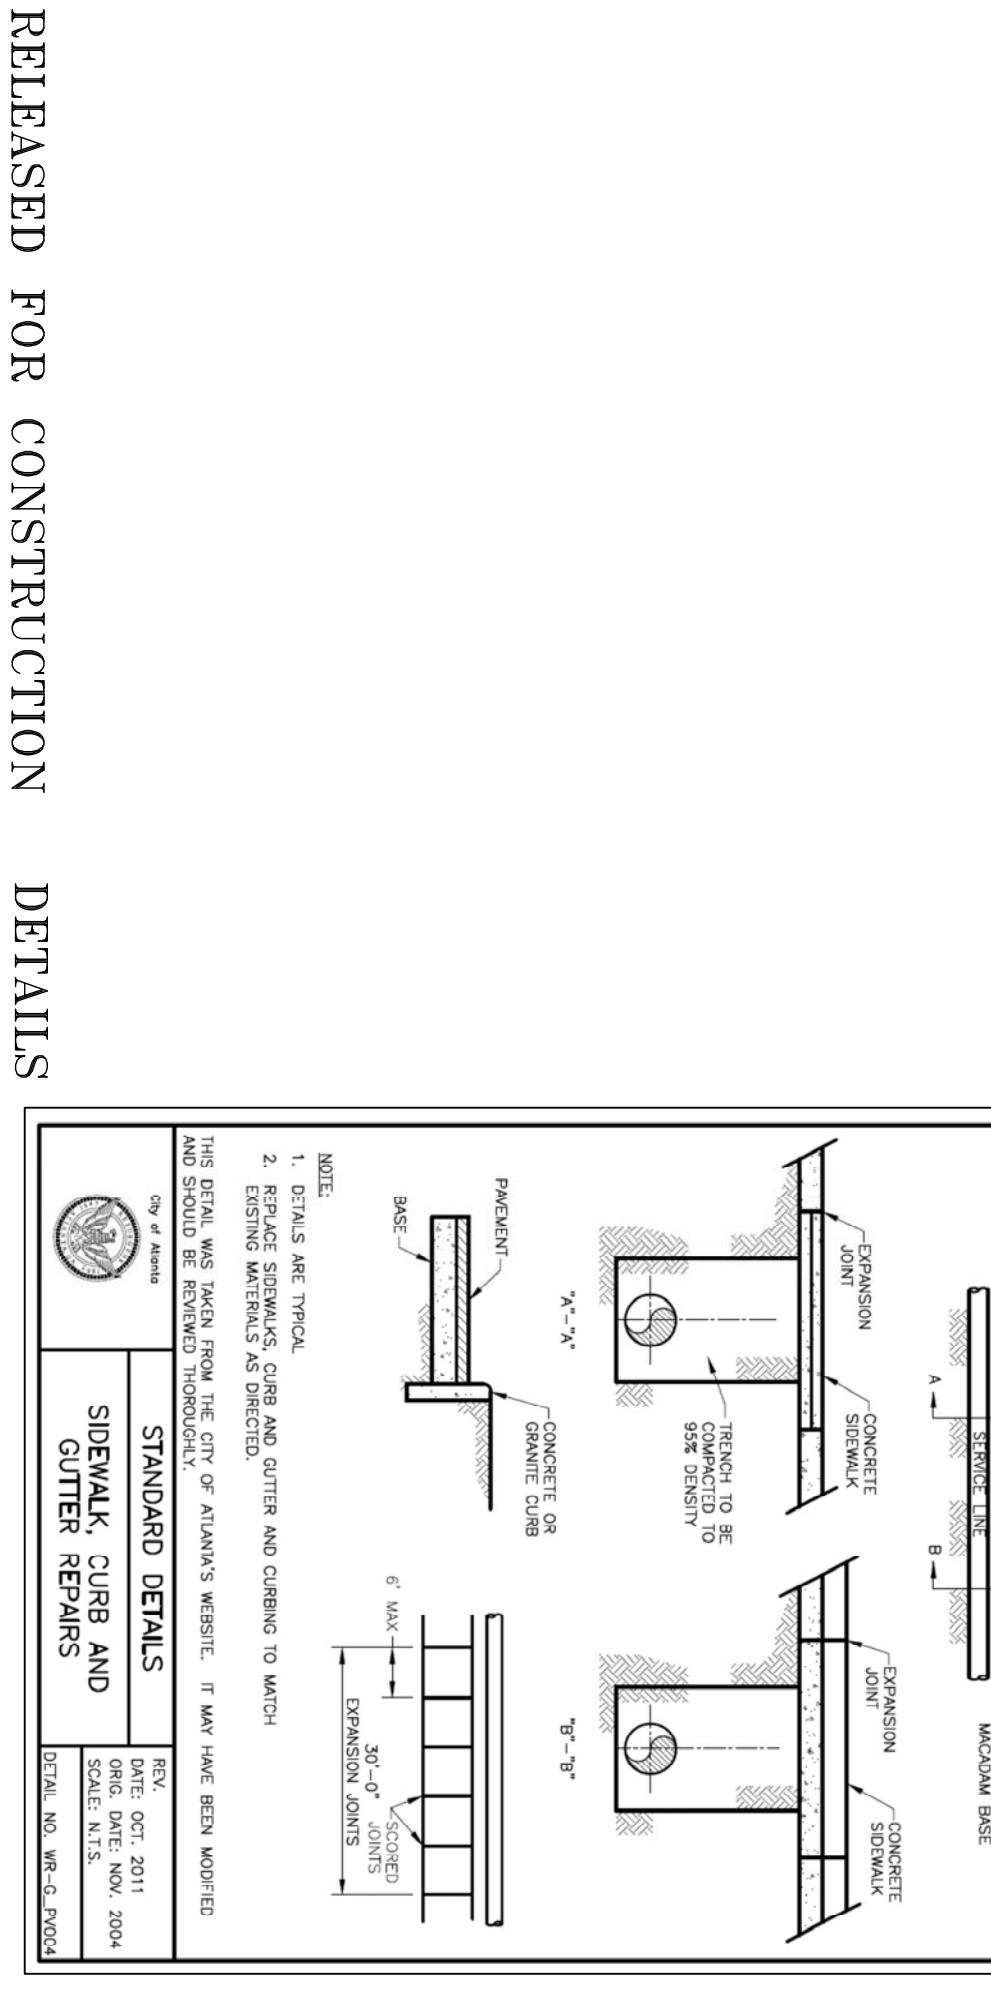 SERVICE LINE
A
B
MACADAM BASE
EXPANSION
JOINT
CONCRETE
SIDEWALK
TRENCH TO BE
COMPACTED TO
95% DENSITY
"A"-"A"
EXPANSION
JOINT
CONCRETE
SIDEWALK
"B"-"B"
PAVEMENT
BASE
CONCRETE OR
GRANITE CURB
6' MAX
SCORED
JOINTS
30'-0"
EXPANSION JOINTS
NOTE:
1. DETAILS ARE TYPICAL
2. REPLACE SIDEWALKS, CURB AND GUTTER AND CURBING TO MATCH
EXISTING MATERIALS AS DIRECTED.
THIS DETAIL WAS TAKEN FROM THE CITY OF ATLANTA'S WEBSITE. IT MAY HAVE BEEN MODIFIED
AND SHOULD BE REVIEWED THOROUGHLY.
City of Atlanta
STANDARD DETAILS
SIDEWALK, CURB AND
GUTTER REPAIRS
REV.
DATE: OCT. 2011
ORIG. DATE: NOV. 2004
SCALE: N.T.S.
DETAIL NO. WR-G_PV004
RELEASED FOR CONSTRUCTION DETAILS